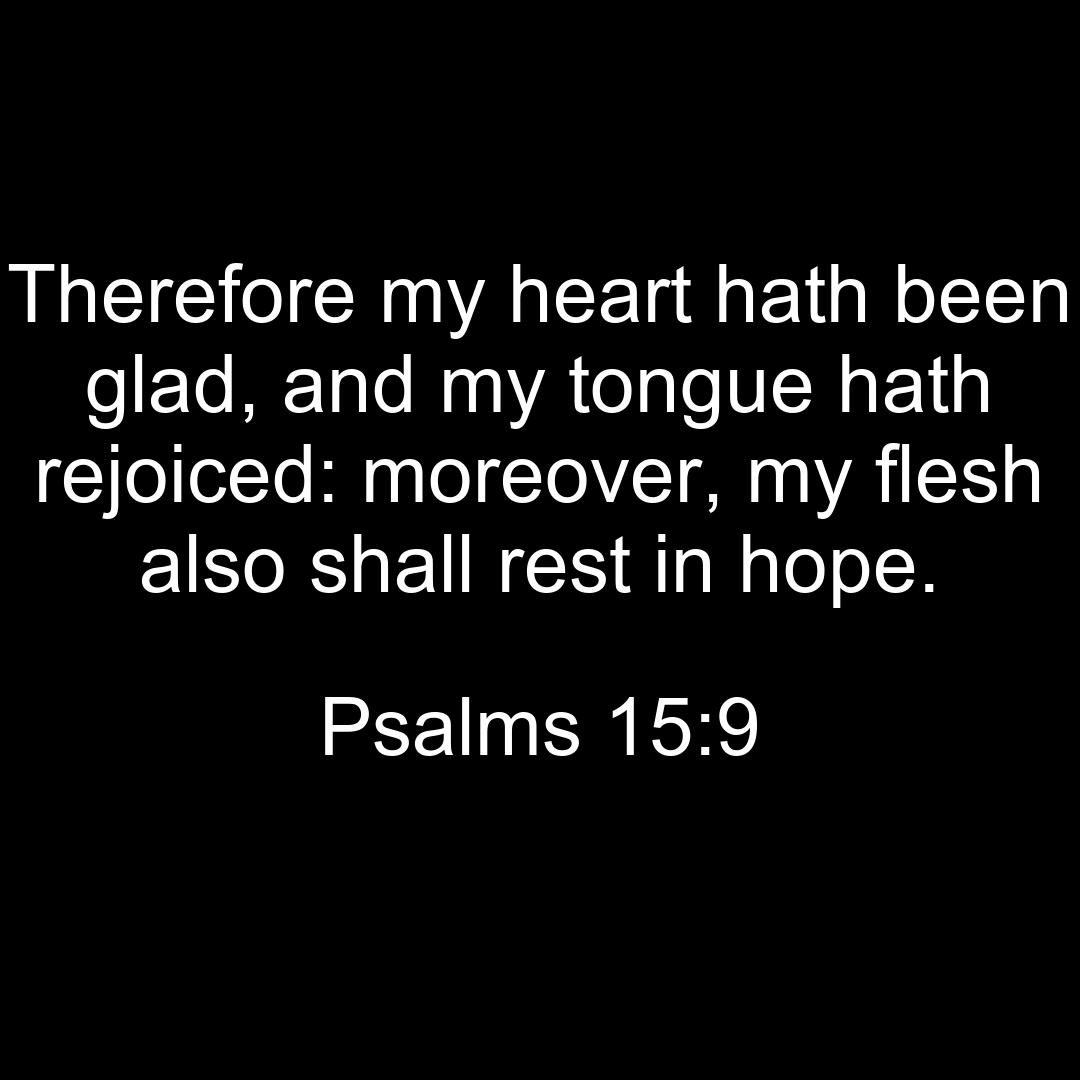 Therefore my heart hath been
glad, and my tongue hath
rejoiced: moreover, my flesh
also shall rest in hope.
Psalms 15:9